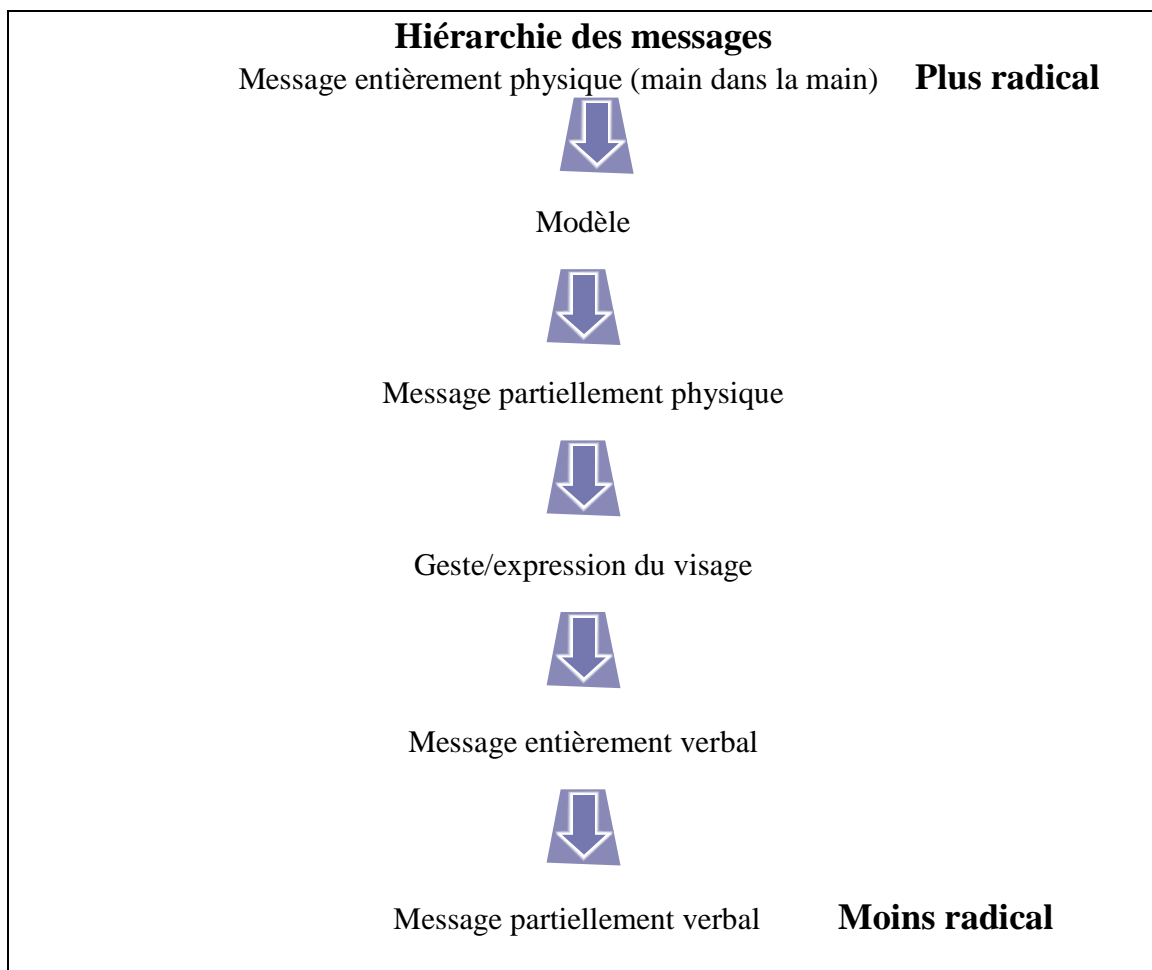 Hiérarchie des messages
Message entièrement physique (main dans la main) Plus radical
Modèle
Message partiellement physique
Geste/expression du visage
Message entièrement verbal
Message partiellement verbal Moins radical